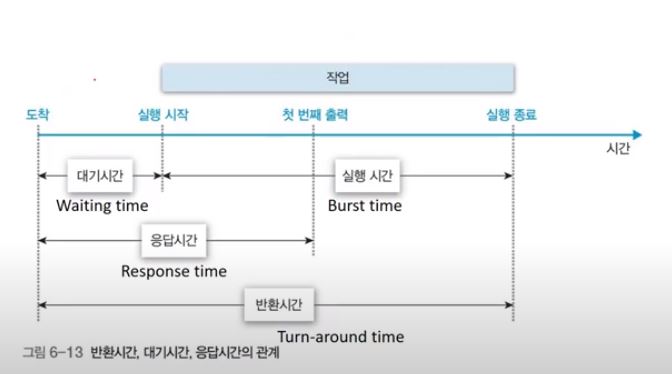 작업
도착 실행 시작 첫 번째 출력 실행 종료
시간
대기시간 실행 시간
Waiting time Burst time
응답시간
Response time
반환시간
Turn-around time
그림 6-13 반환시간, 대기시간, 응답시간의 관계